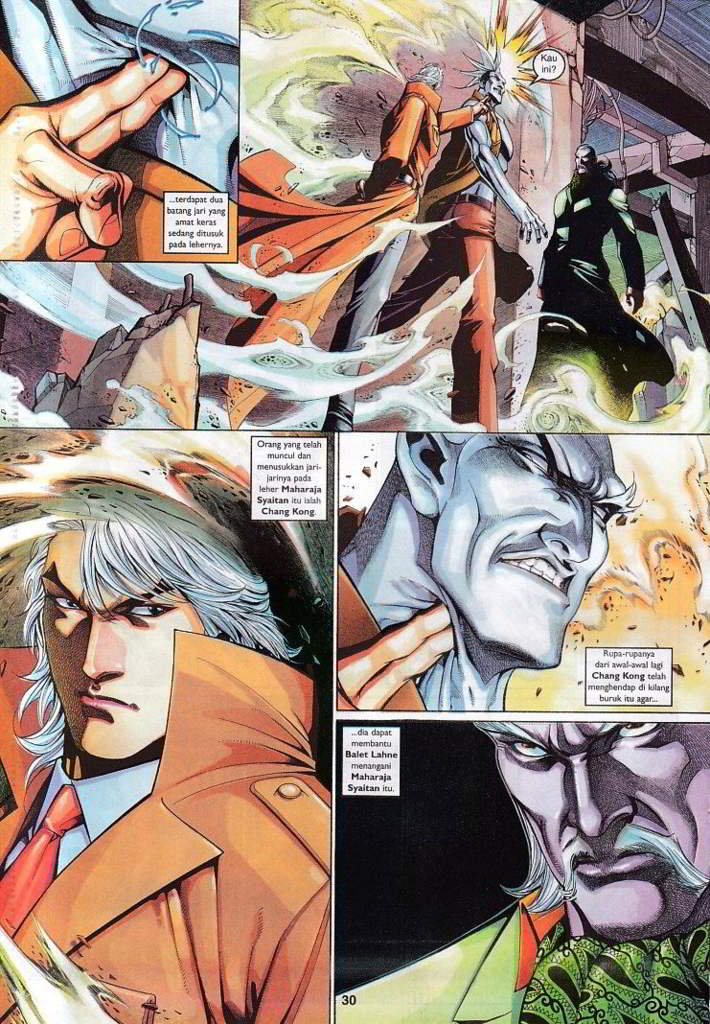 ...terdapat dua
batang jari yang
amat keras
sedang ditusuk
pada lehernya.
Kau
ini?
Orang yang telah
muncul dan
menusukkan jari-
jarinya pada
leher Maharaja
Syaitan itu ialah
Chang Kong.
Rupa-rupanya
dari awal-awal lagi
Chang Kong telah
menghendap di kilang
buruk itu agar...
...dia dapat
membantu
Balet Lahne
menangani
Maharaja
Syaitan itu.
30